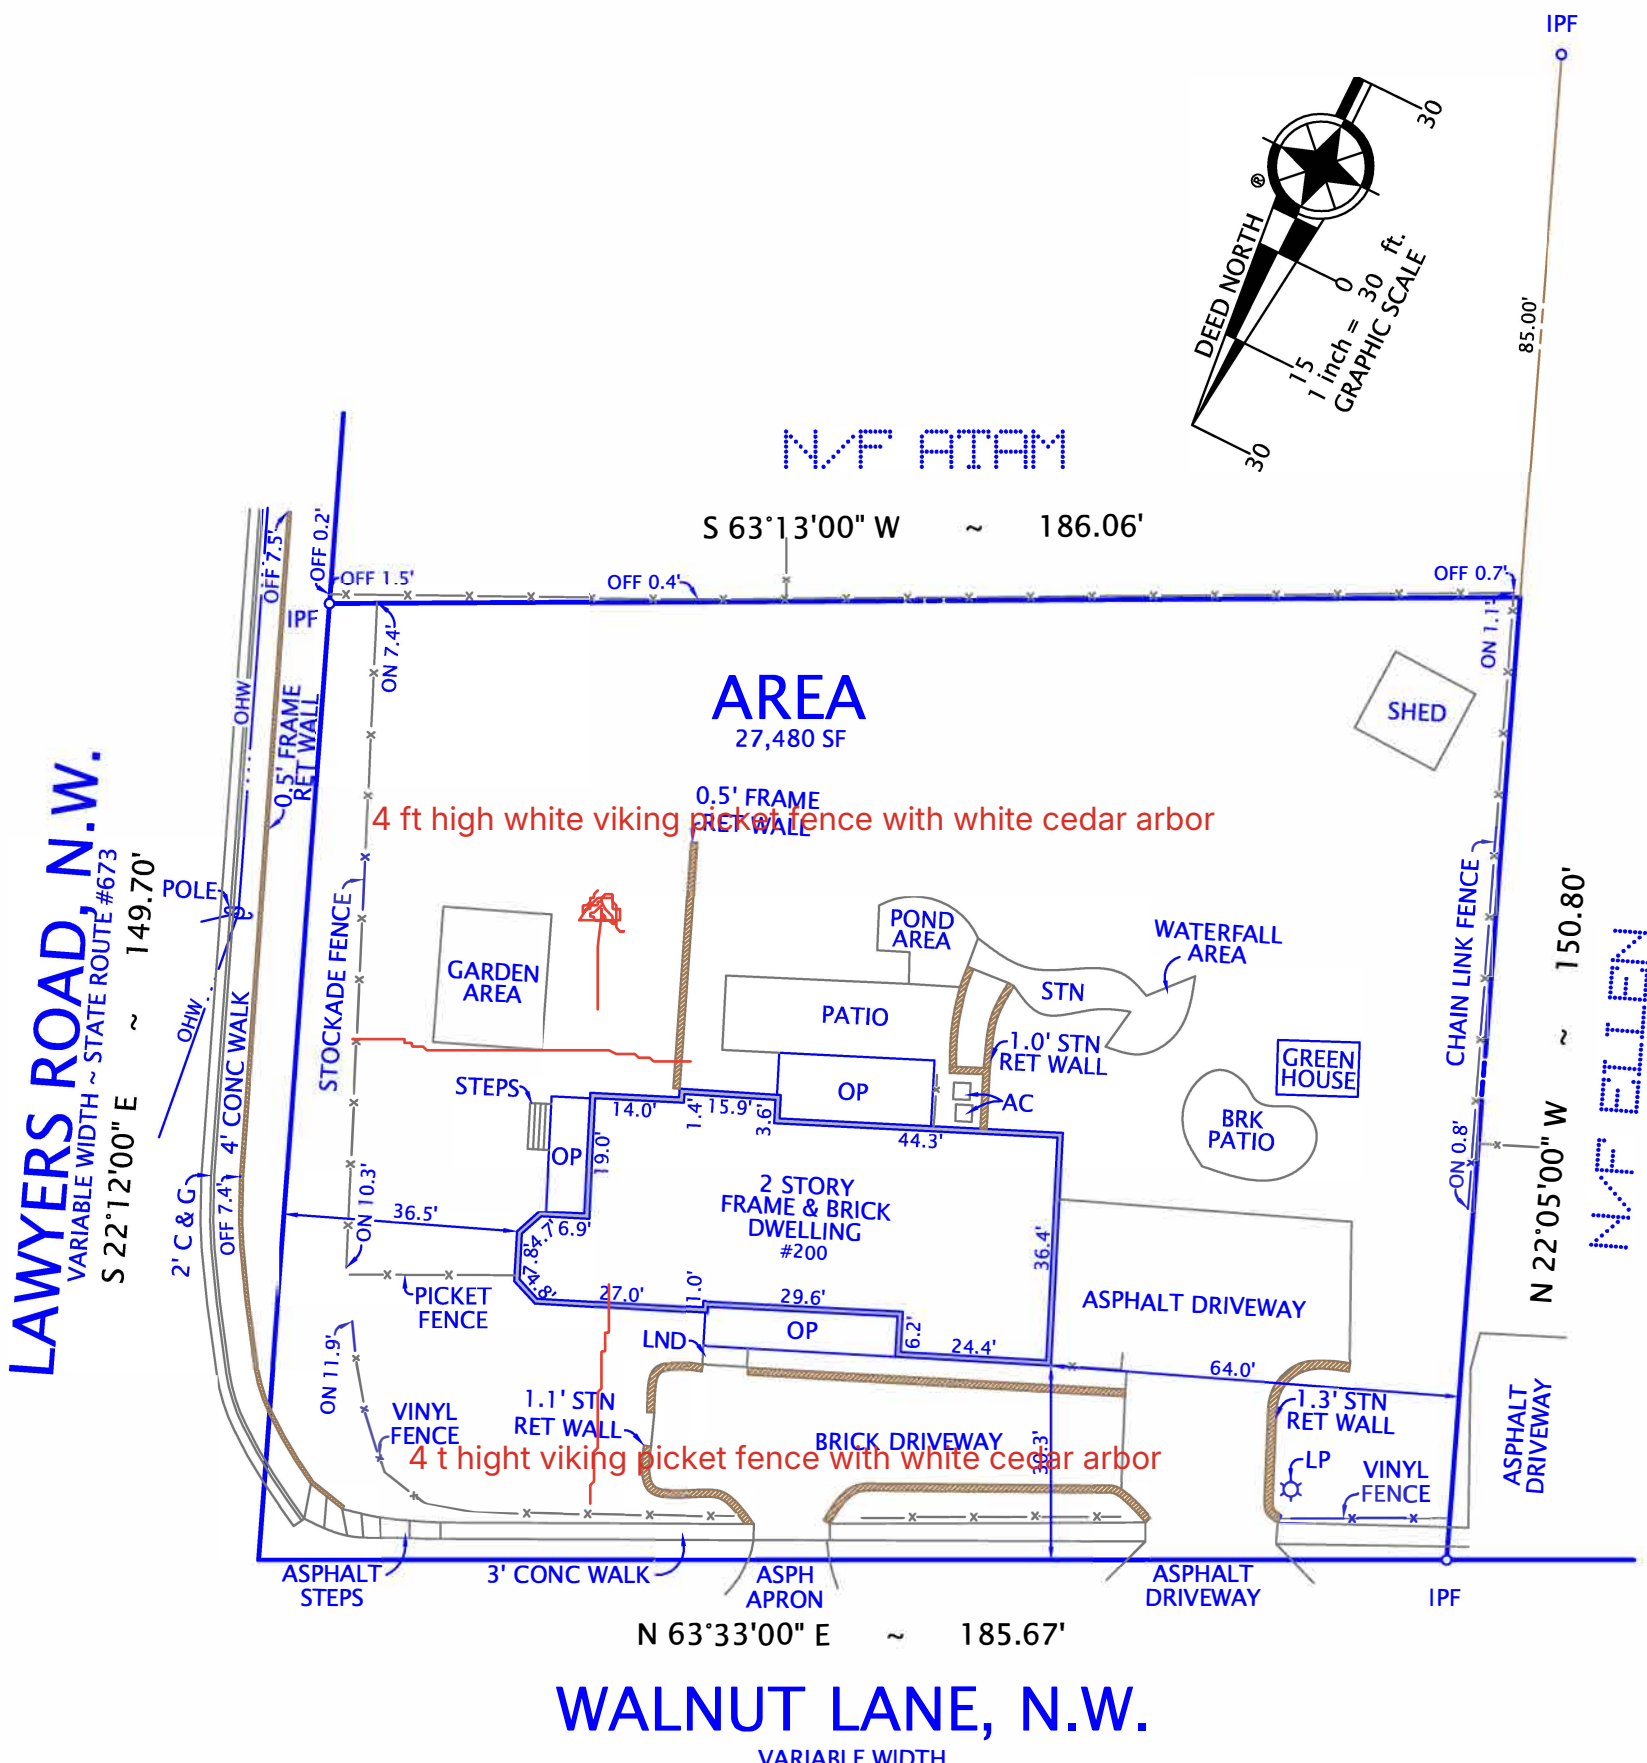 IPF
30
®
DEED NORTH
0
15
30
1 inch = 30 ft.
GRAPHIC SCALE
85.00'
N/F ATAM
S 63°13'00" W ~ 186.06'
OFF 7.5'
OFF 0.2'
OFF 1.5'
OFF 0.4'
OFF 0.7'
IPF
ON 7.4'
ON 1.1'
OHW
0.5' FRAME
RET WALL
AREA
27,480 SF
SHED
0.5' FRAME
RET WALL
4 ft high white viking picket fence with white cedar arbor
LAWYERS ROAD, N.W.
VARIABLE WIDTH ~ STATE ROUTE #673
S 22°12'00" E ~ 149.70'
POLE
OHW
STOCKADE FENCE
4' CONC WALK
GARDEN
AREA
POND
AREA
WATERFALL
AREA
STN
PATIO
1.0' STN
RET WALL
CHAIN LINK FENCE
N 22°05'00" W ~ 150.80'
N/F ELLEN
GREEN
HOUSE
STEPS
OP
AC
14.0'
1.4'
15.9'
3.6'
44.3'
BRK
PATIO
OP
19.0'
ON 0.8'
2' C & G
OFF 7.4'
ON 10.3'
36.5'
4.7'
6.9'
7.8'
4.8'
2 STORY
FRAME & BRICK
DWELLING
#200
36.4'
PICKET
FENCE
27.0'
1.0'
29.6'
ASPHALT DRIVEWAY
LND
OP
6.2'
24.4'
64.0'
ON 11.9'
VINYL
FENCE
1.1' STN
RET WALL
BRICK DRIVEWAY
1.3' STN
RET WALL
ASPHALT
DRIVEWAY
4 t hight viking picket fence with white cedar arbor
LP
VINYL
FENCE
ASPHALT
STEPS
3' CONC WALK
ASPH
APRON
ASPHALT
DRIVEWAY
IPF
N 63°33'00" E ~ 185.67'
WALNUT LANE, N.W.
VARIABLE WIDTH